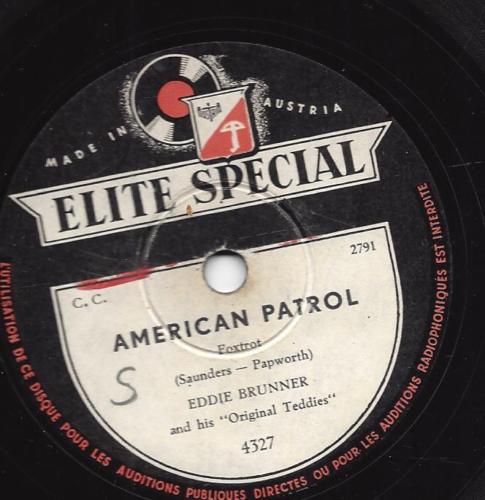 MADE IN AUSTRIA
ELITE SPECIAL
2791
C. C.
AMERICAN PATROL
Foxtrot
(Saunders — Papworth)
EDDIE BRUNNER
and his "Original Teddies"
S
4327
L'UTILISATION DE CE DISQUE POUR LES AUDITIONS PUBLIQUES DIRECTES OU POUR LES AUDITIONS RADIOPHONIQUES EST INTERDITE